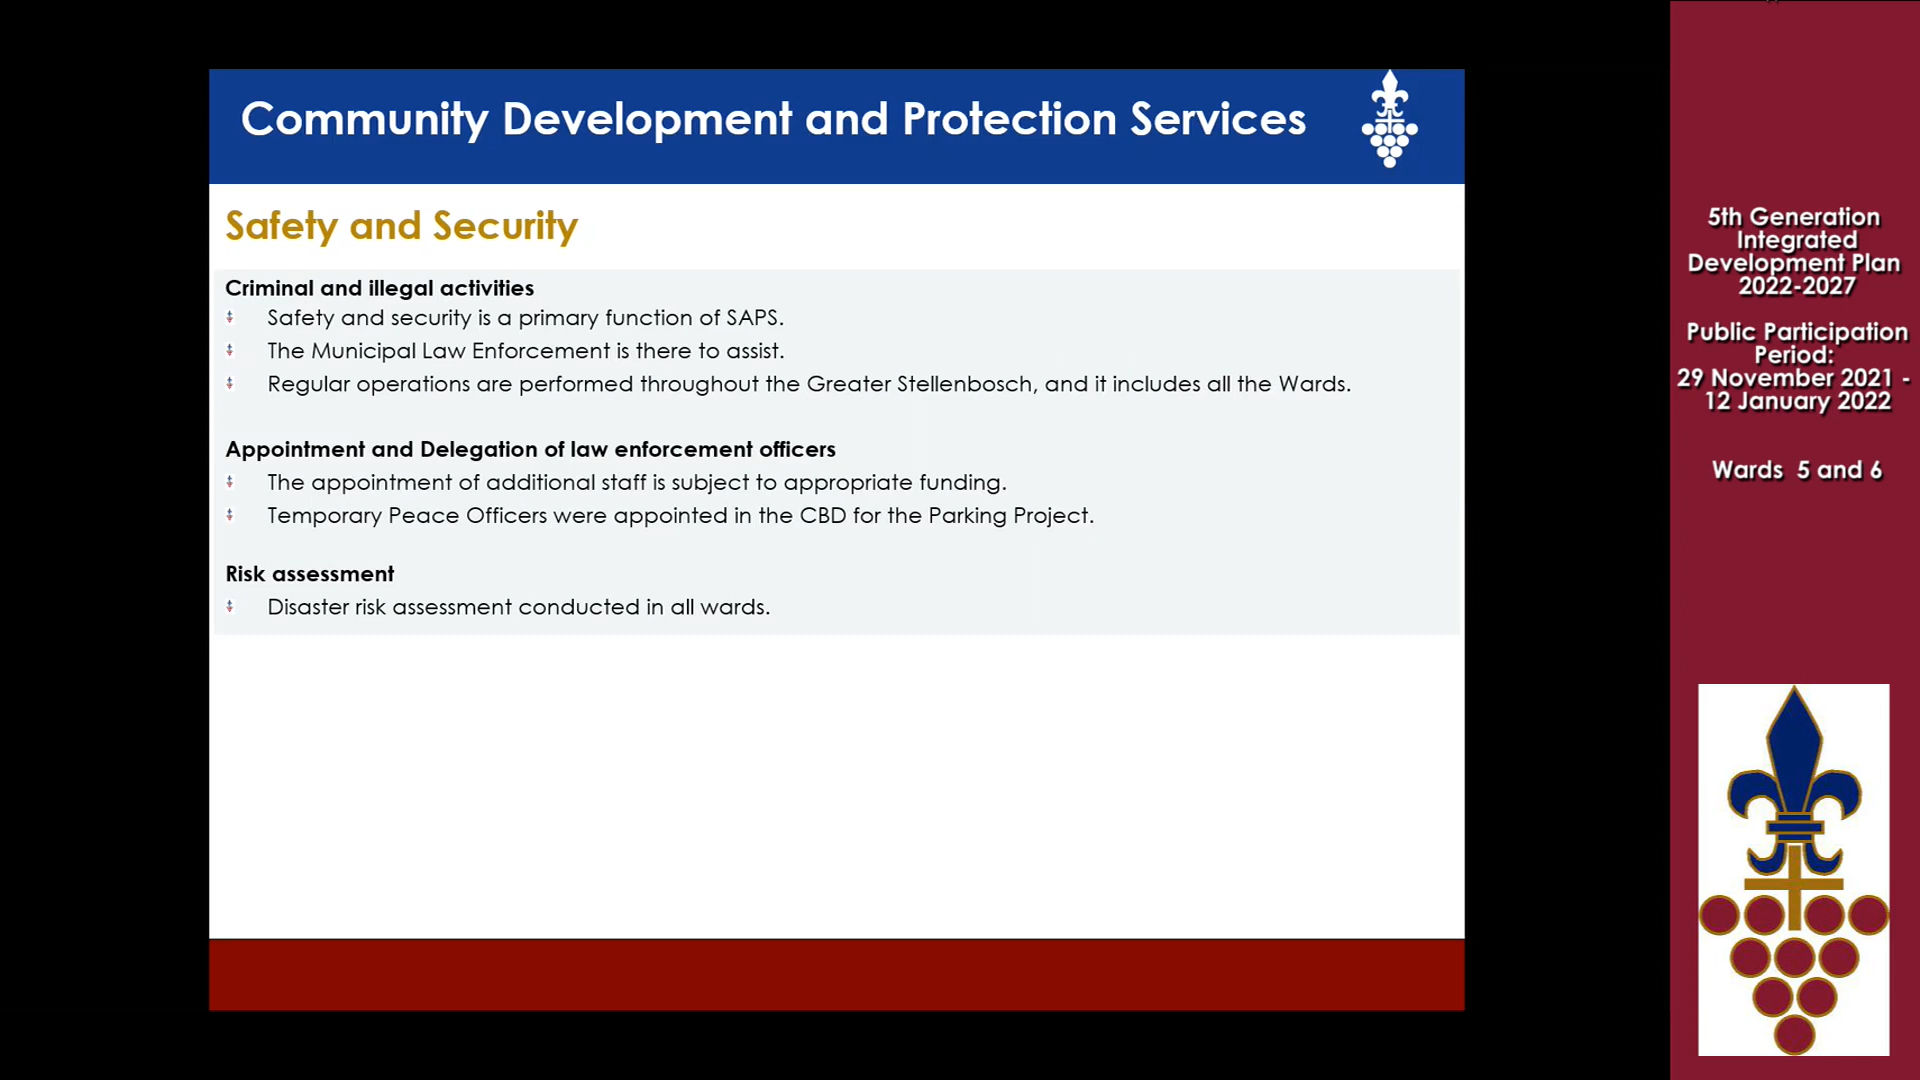 Community Development and Protection Services
Safety and Security
Criminal and illegal activities
Safety and security is a primary function of SAPS.
The Municipal Law Enforcement is there to assist.
Regular operations are performed throughout the Greater Stellenbosch, and it includes all the Wards.
Appointment and Delegation of law enforcement officers
The appointment of additional staff is subject to appropriate funding.
Temporary Peace Officers were appointed in the CBD for the Parking Project.
Risk assessment
Disaster risk assessment conducted in all wards.
5th Generation
Integrated
Development Plan
2022-2027
Public Participation
Period:
29 November 2021 -
12 January 2022
Wards 5 and 6